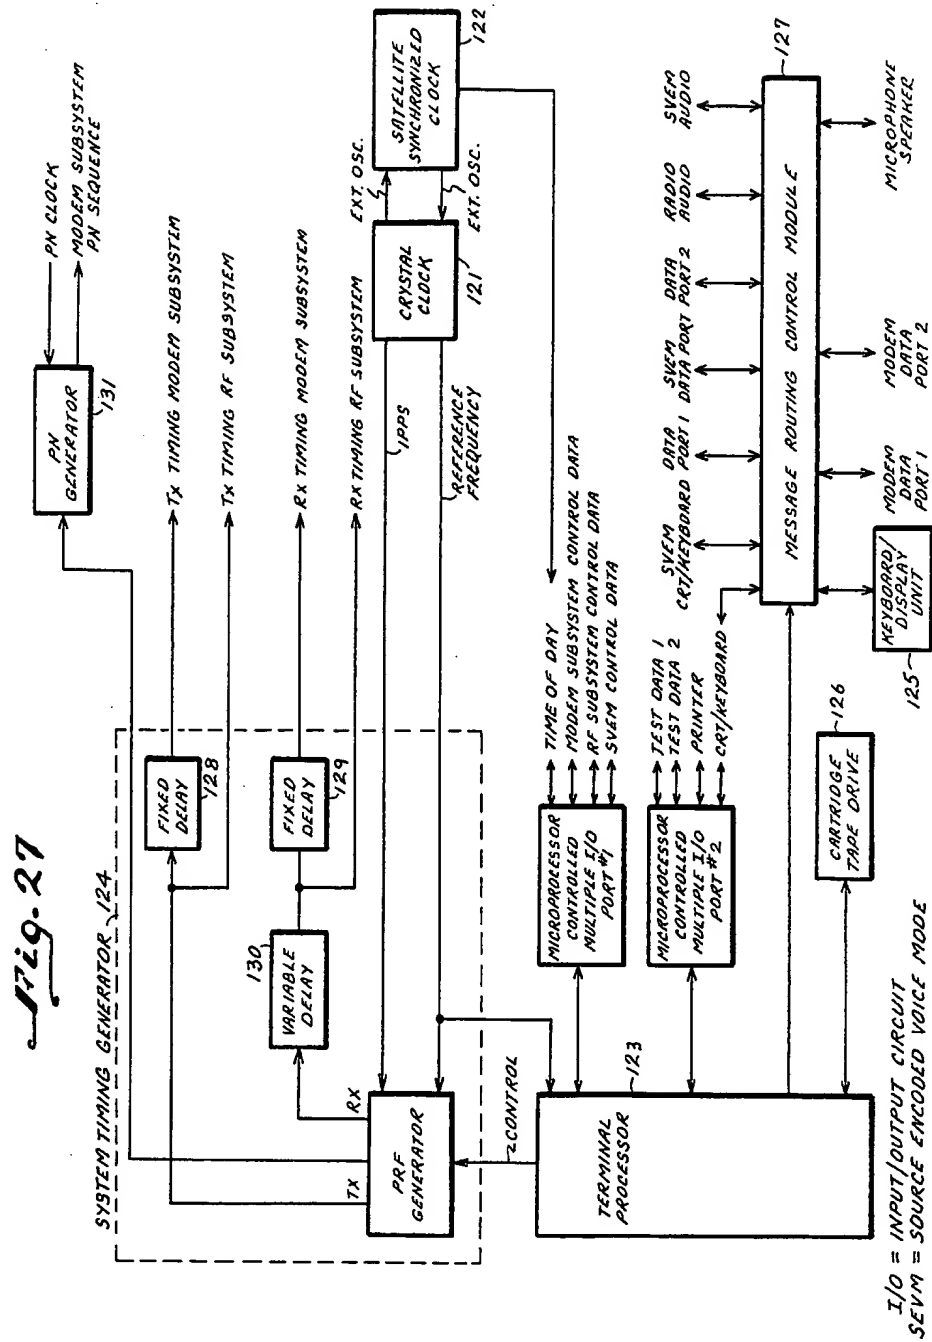 Fig. 27
SYSTEM TIMING GENERATOR 124
PN
GENERATOR
131
PN CLOCK
MODEM SUBSYSTEM
PN SEQUENCE
FIXED
DELAY
128
TX TIMING MODEM SUBSYSTEM
TX TIMING RF SUBSYSTEM
130
VARIABLE
DELAY
FIXED
DELAY
129
RX TIMING MODEM SUBSYSTEM
RX TIMING RF SUBSYSTEM
TX
RX
PRF
GENERATOR
1PPS
REFERENCE
FREQUENCY
CRYSTAL
CLOCK
121
EXT. OSC.
EXT. OSC.
SATELLITE
SYNCHRONIZED
CLOCK
122
CONTROL
TERMINAL
PROCESSOR
123
MICROPROCESSOR
CONTROLLED
MULTIPLE I/O
PORT #1
TIME OF DAY
MODEM SUBSYSTEM CONTROL DATA
RF SUBSYSTEM CONTROL DATA
SVEM CONTROL DATA
MICROPROCESSOR
CONTROLLED
MULTIPLE I/O
PORT #2
TEST DATA 1
TEST DATA 2
PRINTER
CRT/KEYBOARD
CARTRIDGE
TAPE DRIVE
126
SVEM
CRT/KEYBOARD
DATA
PORT 1
SVEM
DATA PORT
DATA
PORT 2
RADIO
AUDIO
SVEM
AUDIO
MESSAGE ROUTING CONTROL MODULE
127
KEYBOARD/
DISPLAY
UNIT
125
MODEM
DATA
PORT 1
MODEM
DATA
PORT 2
MICROPHONE
SPEAKER
I/O = INPUT/OUTPUT CIRCUIT
SEVM = SOURCE ENCODED VOICE MODE